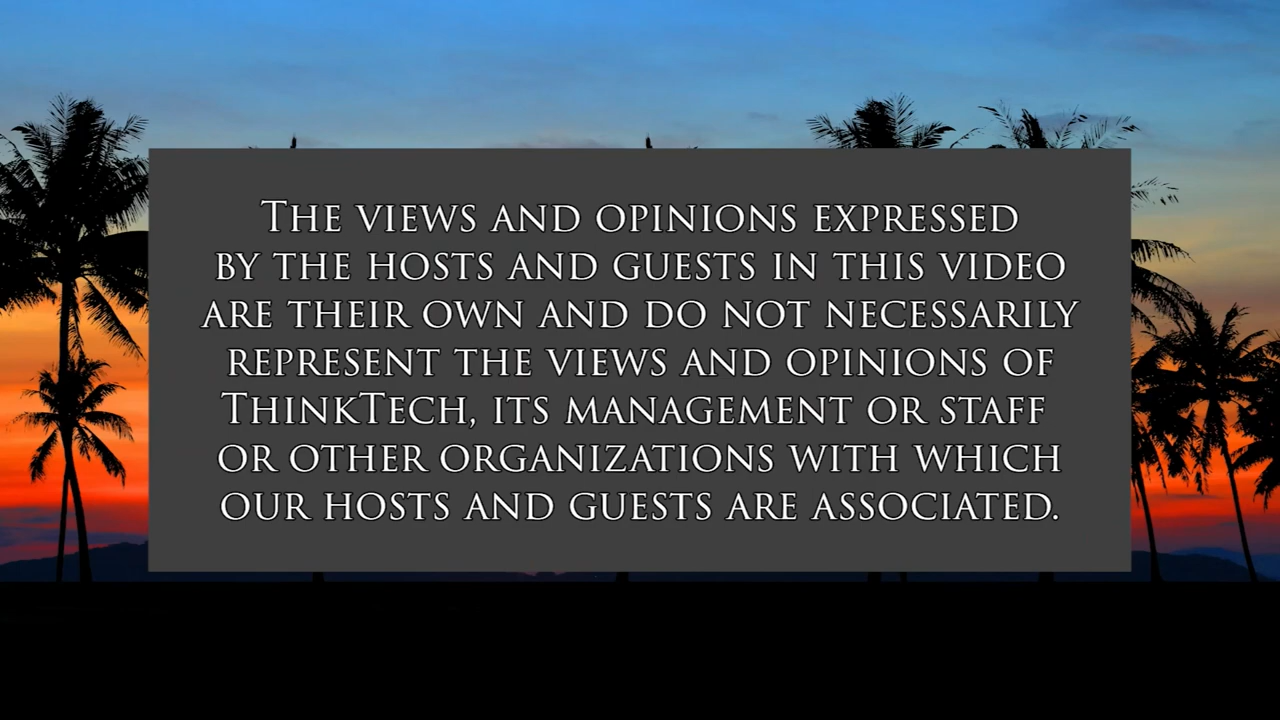 The views and opinions expressed
by the hosts and guests in this video
are their own and do not necessarily
represent the views and opinions of
ThinkTech, its management or staff
or other organizations with which
our hosts and guests are associated.